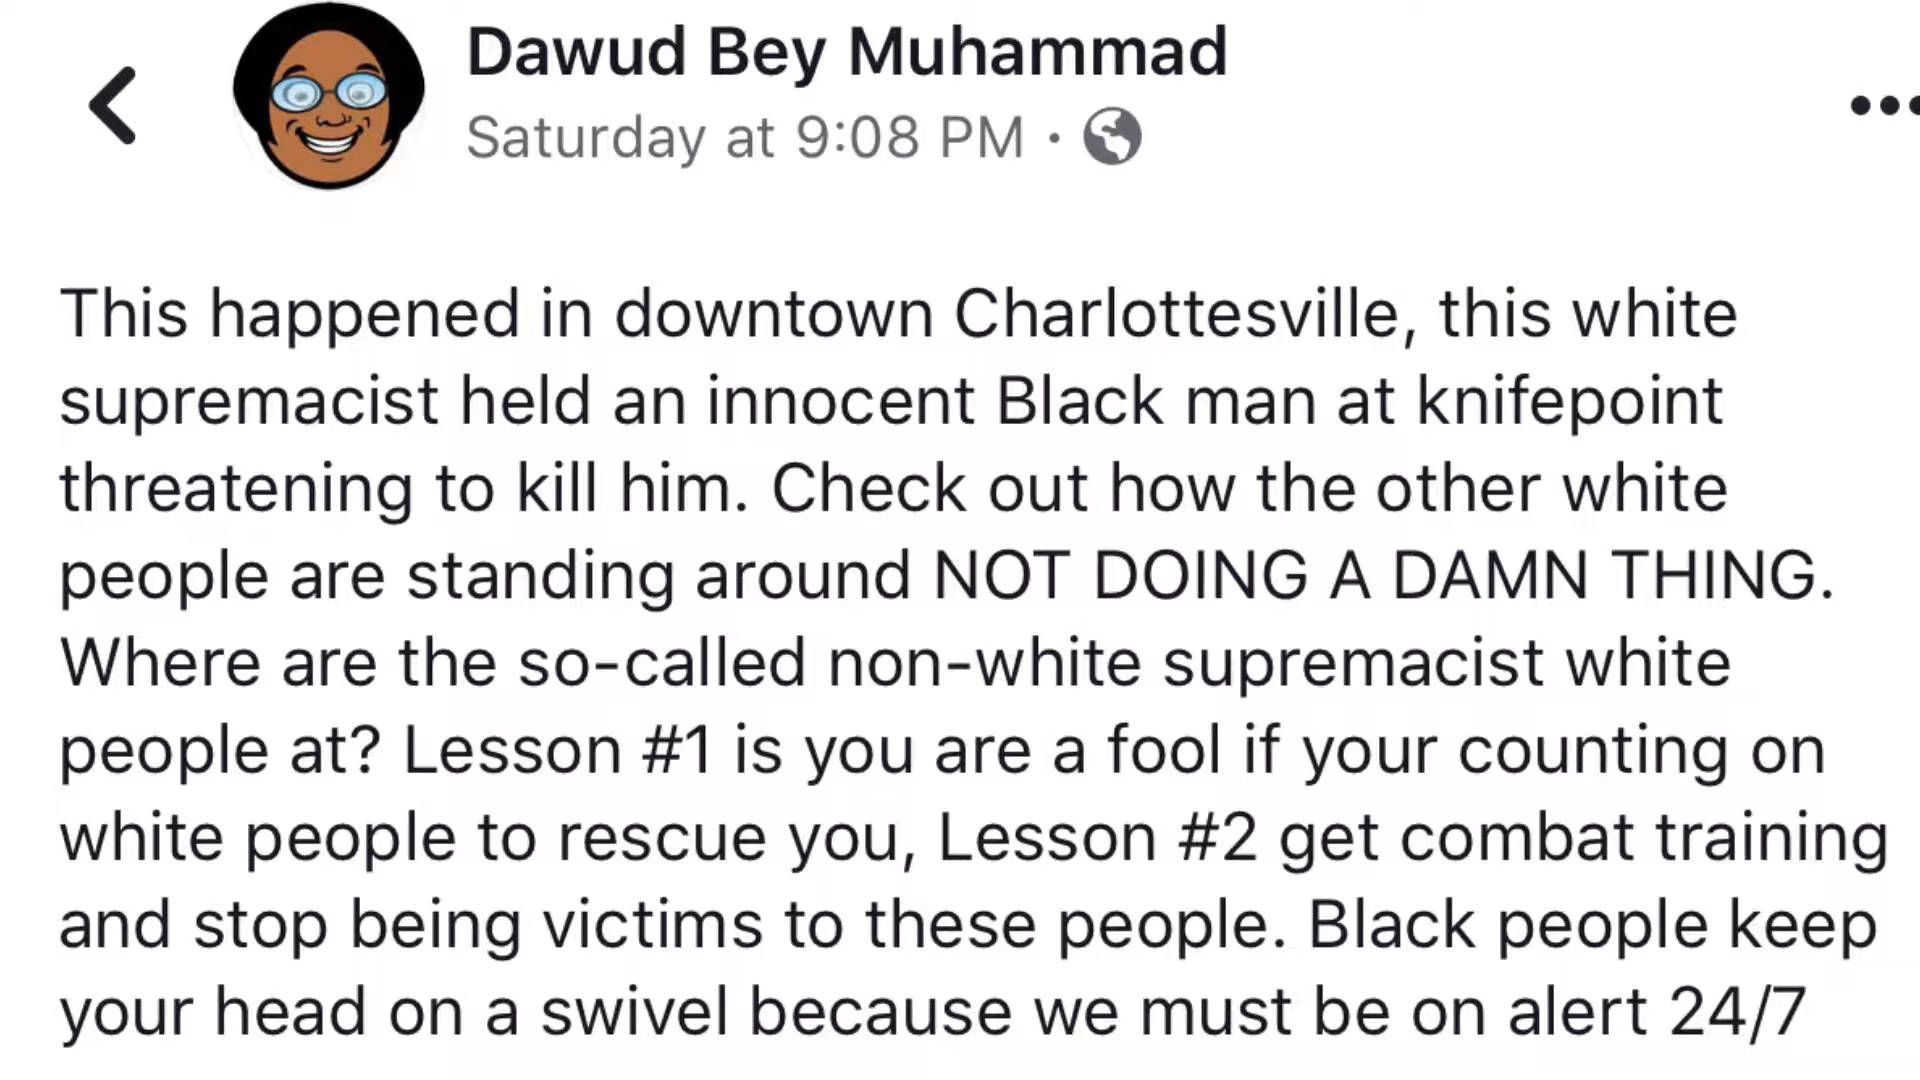 Dawud Bey Muhammad
Saturday at 9:08 PM ·
This happened in downtown Charlottesville, this white
supremacist held an innocent Black man at knifepoint
threatening to kill him. Check out how the other white
people are standing around NOT DOING A DAMN THING.
Where are the so-called non-white supremacist white
people at? Lesson #1 is you are a fool if your counting on
white people to rescue you, Lesson #2 get combat training
and stop being victims to these people. Black people keep
your head on a swivel because we must be on alert 24/7